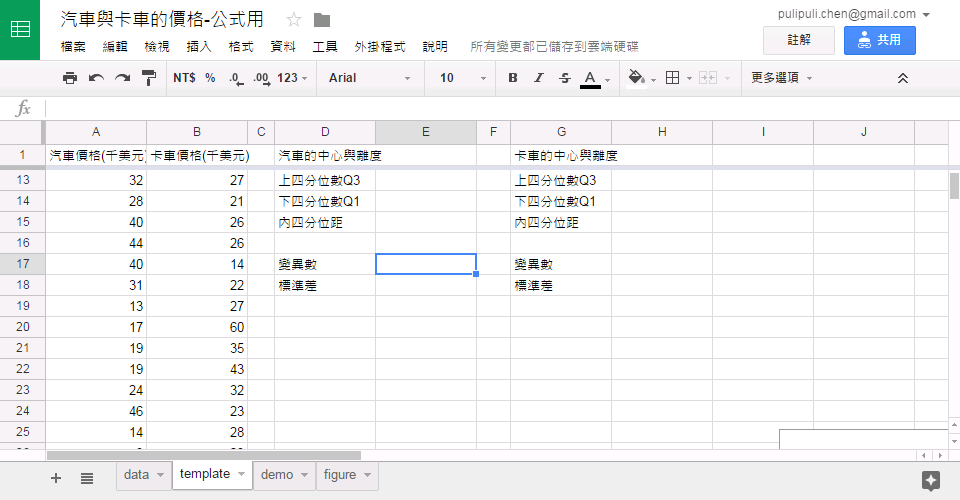 汽車與卡車的價格-公式用
pulipuli.chen@gmail.com
檔案 編輯 檢視 插入 格式 資料 工具 外掛程式 說明 所有變更都已儲存到雲端硬碟
註解 共用
NT$ % .0 .00 123 Arial 10 B I S A 更多選項
fx
A B C D E F G H I J
1 汽車價格(千美元) 卡車價格(千美元) 汽車的中心與離度 卡車的中心與離度
13 32 27 上四分位數Q3 上四分位數Q3
14 28 21 下四分位數Q1 下四分位數Q1
15 40 26 內四分位距 內四分位距
16 44 26
17 40 14 變異數 變異數
18 31 22 標準差 標準差
19 13 27
20 17 60
21 19 35
22 19 43
23 24 32
24 46 23
25 14 28
data template demo figure